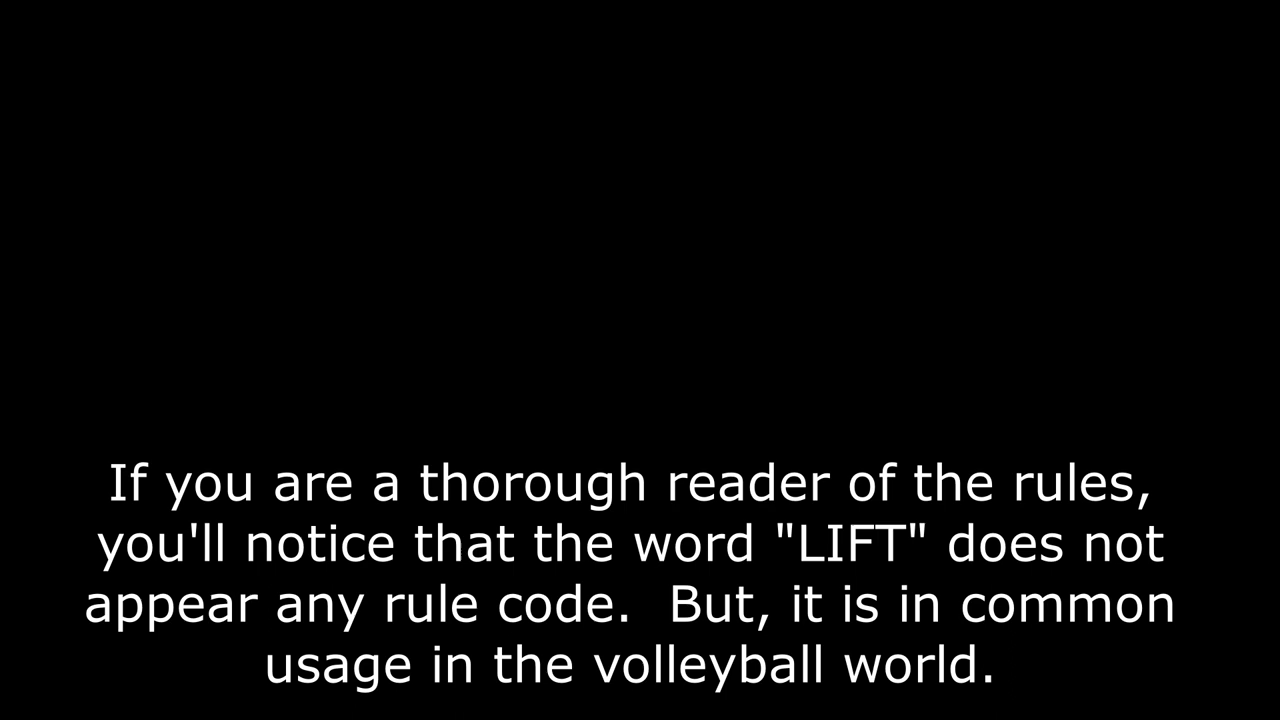 If you are a thorough reader of the rules,
you'll notice that the word "LIFT" does not
appear any rule code.  But, it is in common
usage in the volleyball world.